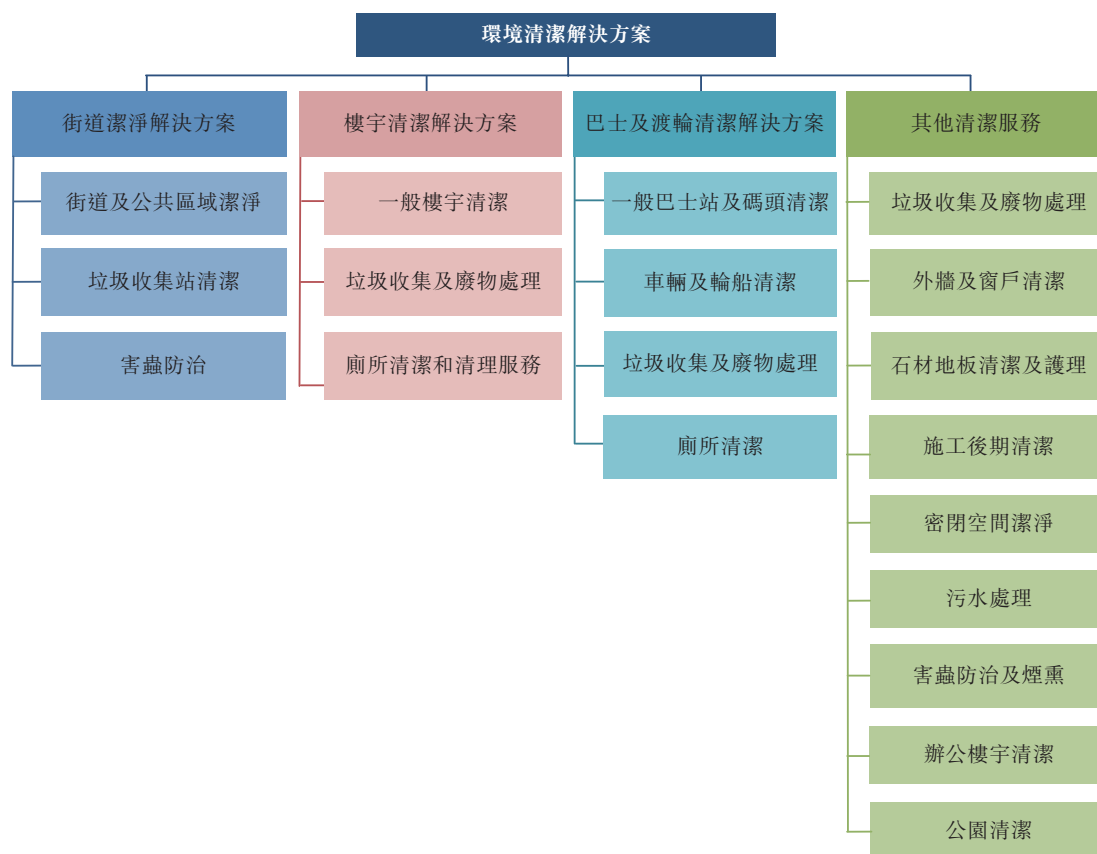 環境清潔解決方案
街道潔淨解決方案
街道及公共區域潔淨
垃圾收集站清潔
害蟲防治
樓宇清潔解決方案
一般樓宇清潔
垃圾收集及廢物處理
廁所清潔和清理服務
巴士及渡輪清潔解決方案
一般巴士站及碼頭清潔
車輛及輪船清潔
垃圾收集及廢物處理
廁所清潔
其他清潔服務
垃圾收集及廢物處理
外牆及窗戶清潔
石材地板清潔及護理
施工後期清潔
密閉空間潔淨
污水處理
害蟲防治及煙熏
辦公樓宇清潔
公園清潔